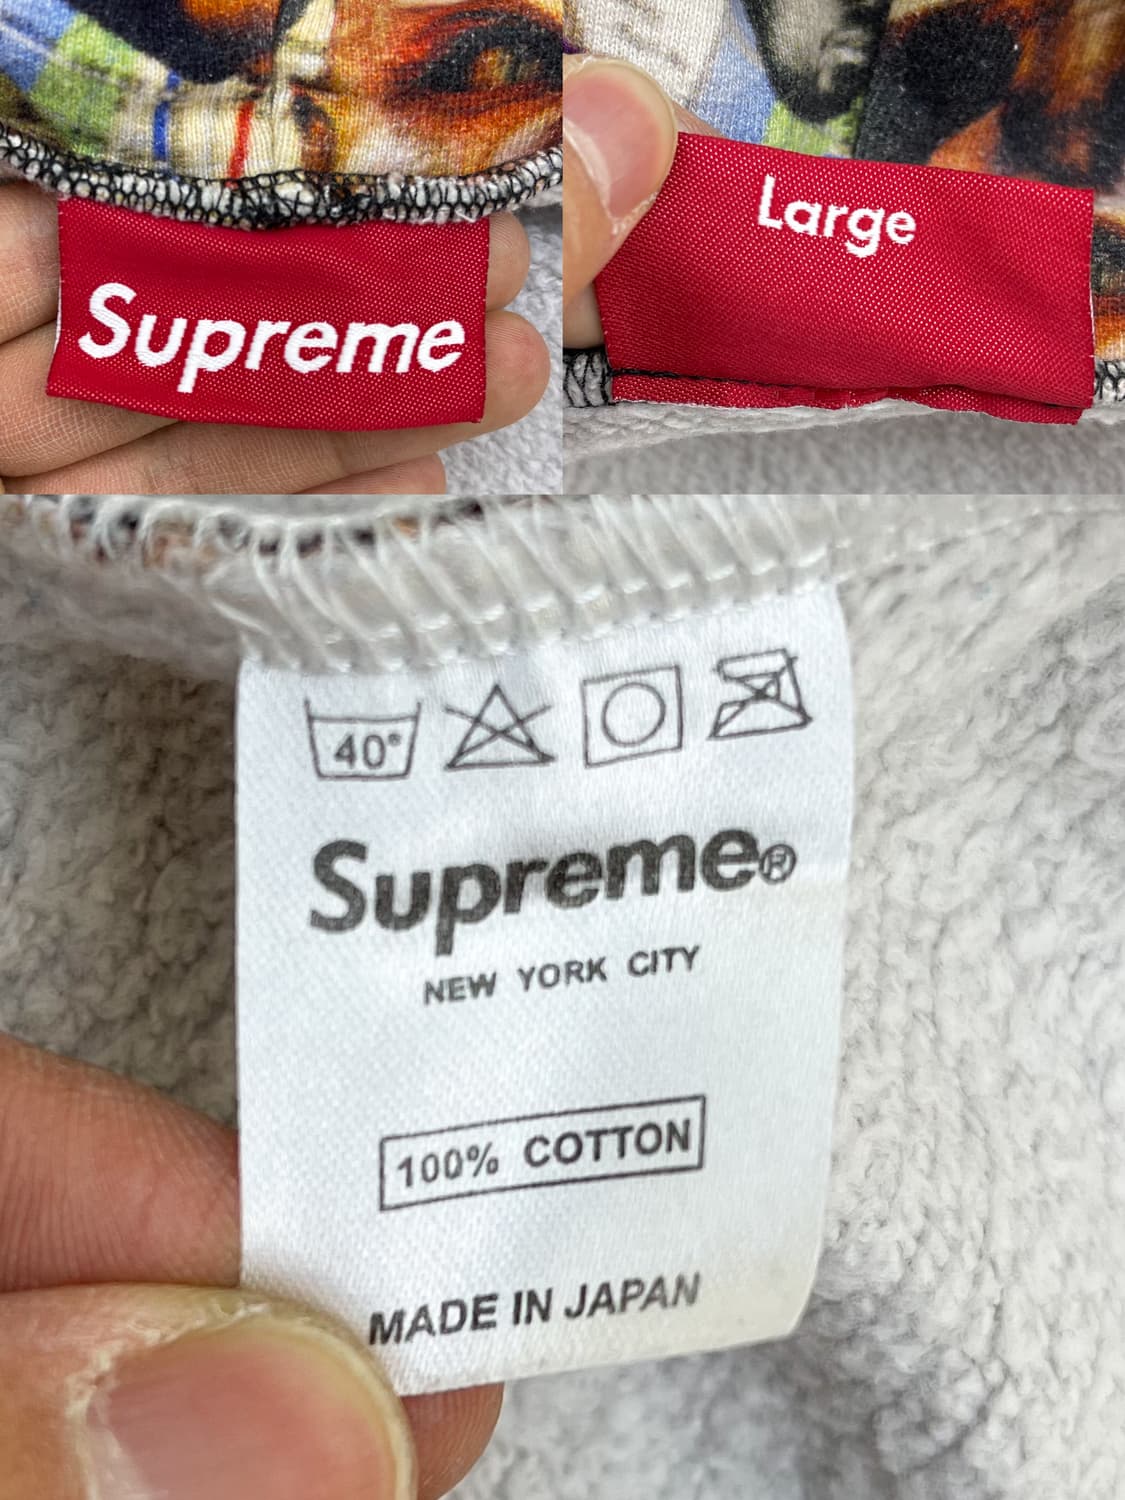 Supreme
Large
40°
Supreme®
NEW YORK CITY
100% COTTON
MADE IN JAPAN